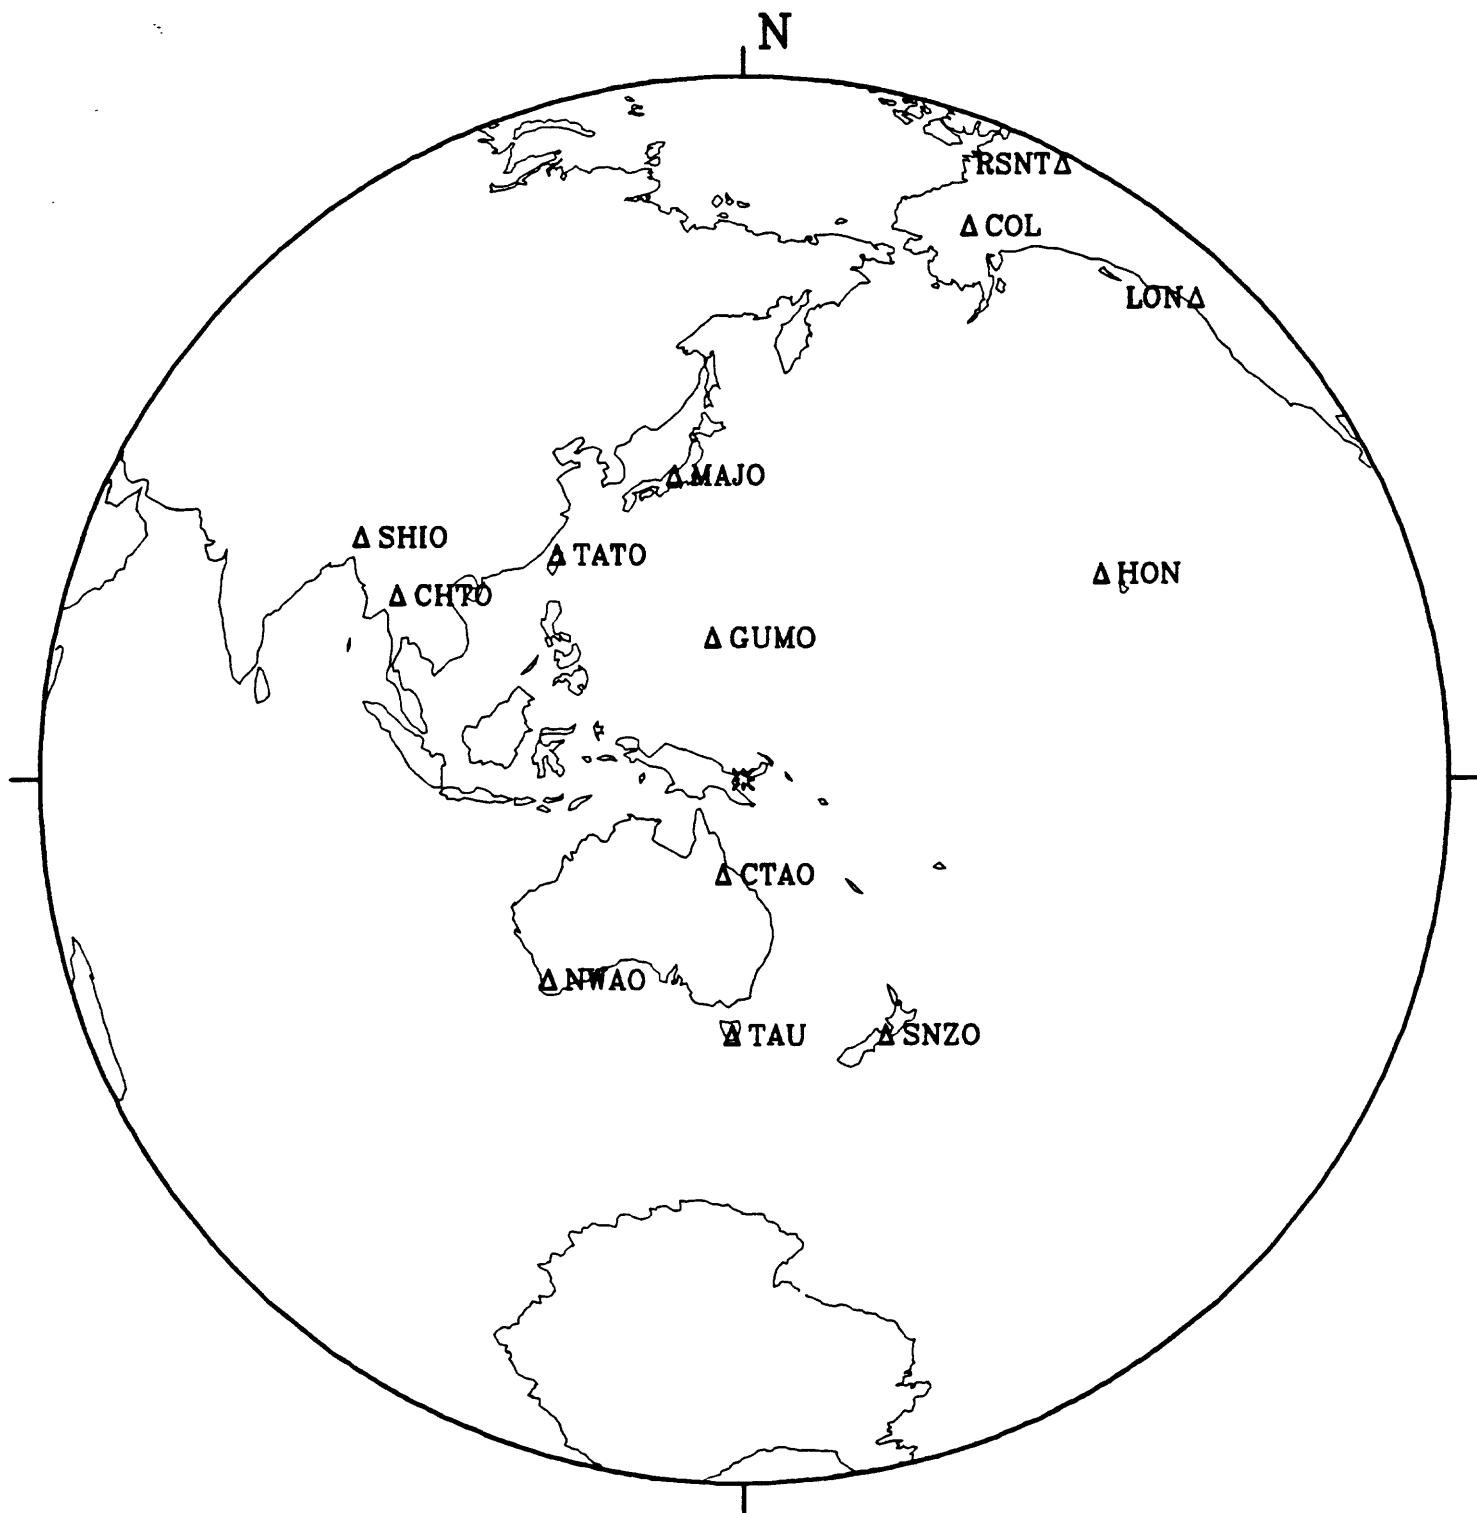 N
RSNT
COL
LON
MAJO
SHIO
TATO
HON
CHTO
GUMO
CTAO
NWAO
TAU
SNZO